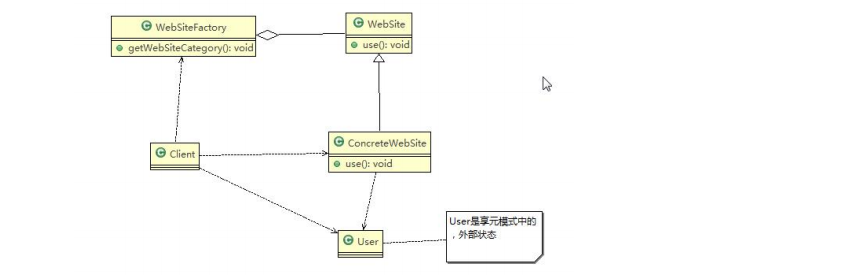 WebSiteFactory
getWebSiteCategory(): void
WebSite
use(): void
Client
ConcreteWebSite
use(): void
User
User是享元模式中的
，外部状态